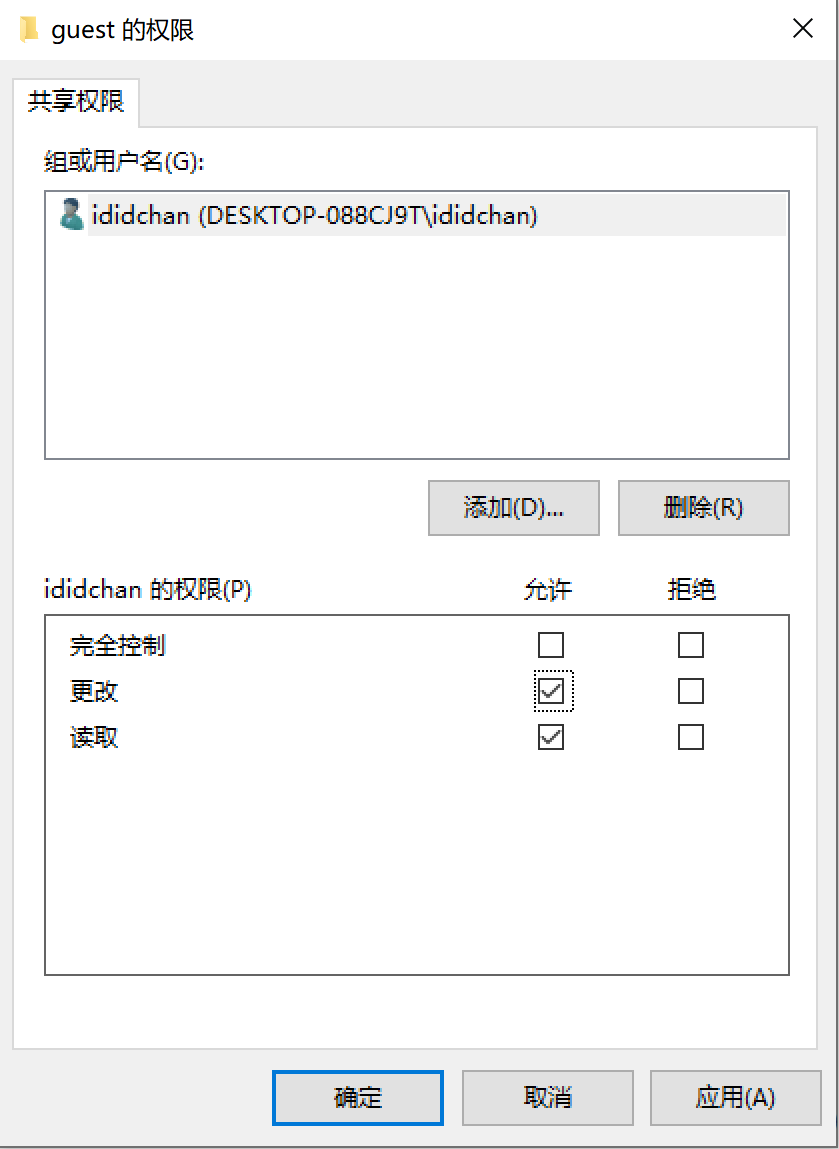 guest 的权限
共享权限
组或用户名(G):
ididchan (DESKTOP-088CJ9T\ididchan)
添加(D)... 删除(R)
ididchan 的权限(P) 允许 拒绝
完全控制
更改
读取
确定 取消 应用(A)